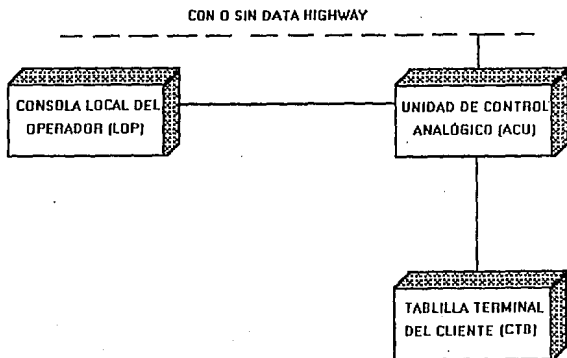 CON O SIN DATA HIGHWAY
CONSOLA LOCAL DEL
OPERADOR (LOP)
UNIDAD DE CONTROL
ANALÓGICO (ACU)
TABLILLA TERMINAL
DEL CLIENTE (CTB)